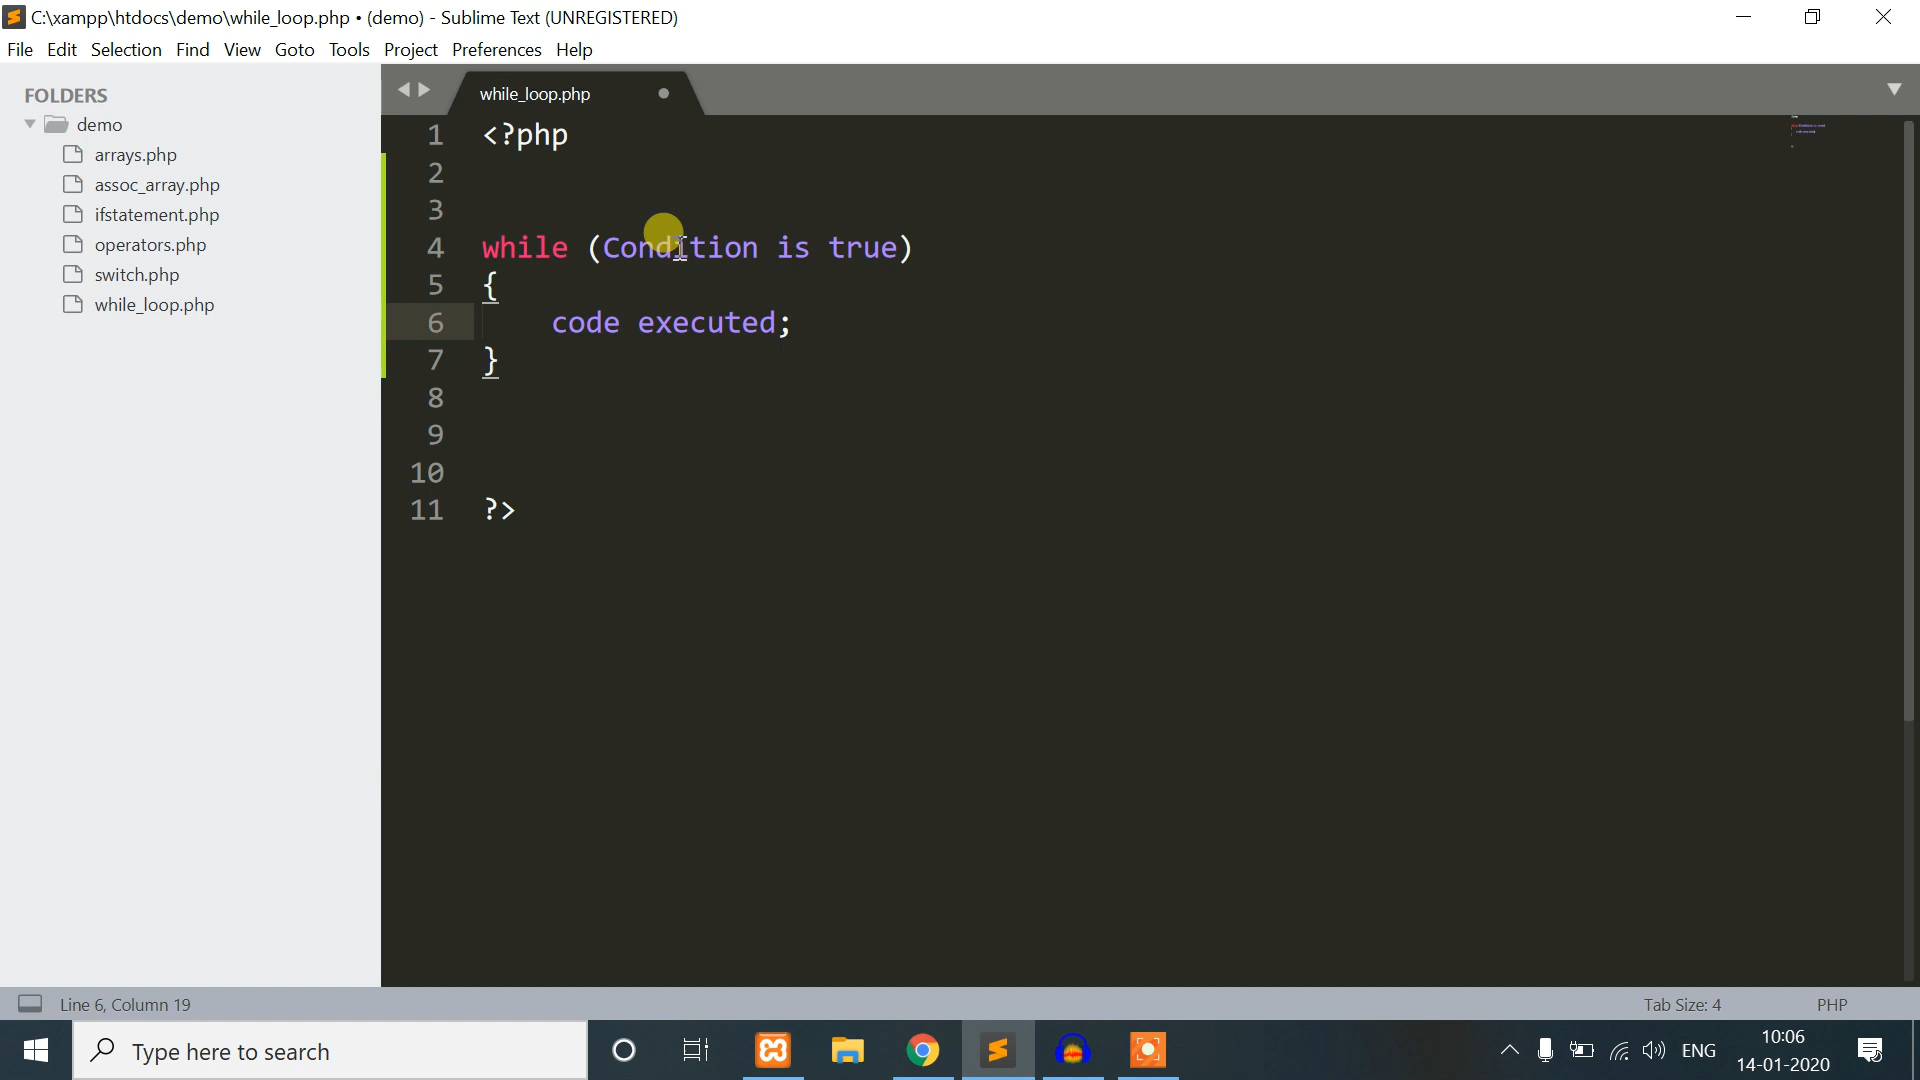 C:\xampp\htdocs\demo\while_loop.php • (demo) - Sublime Text (UNREGISTERED)
File Edit Selection Find View Goto Tools Project Preferences Help
FOLDERS
demo
arrays.php
assoc_array.php
ifstatement.php
operators.php
switch.php
while_loop.php
while_loop.php
1 <?php
2
3
4 while (Condition is true)
5 {
6 code executed;
7 }
8
9
10
11 ?>
Line 6, Column 19
Tab Size: 4
PHP
Type here to search
ENG
10:06
14-01-2020